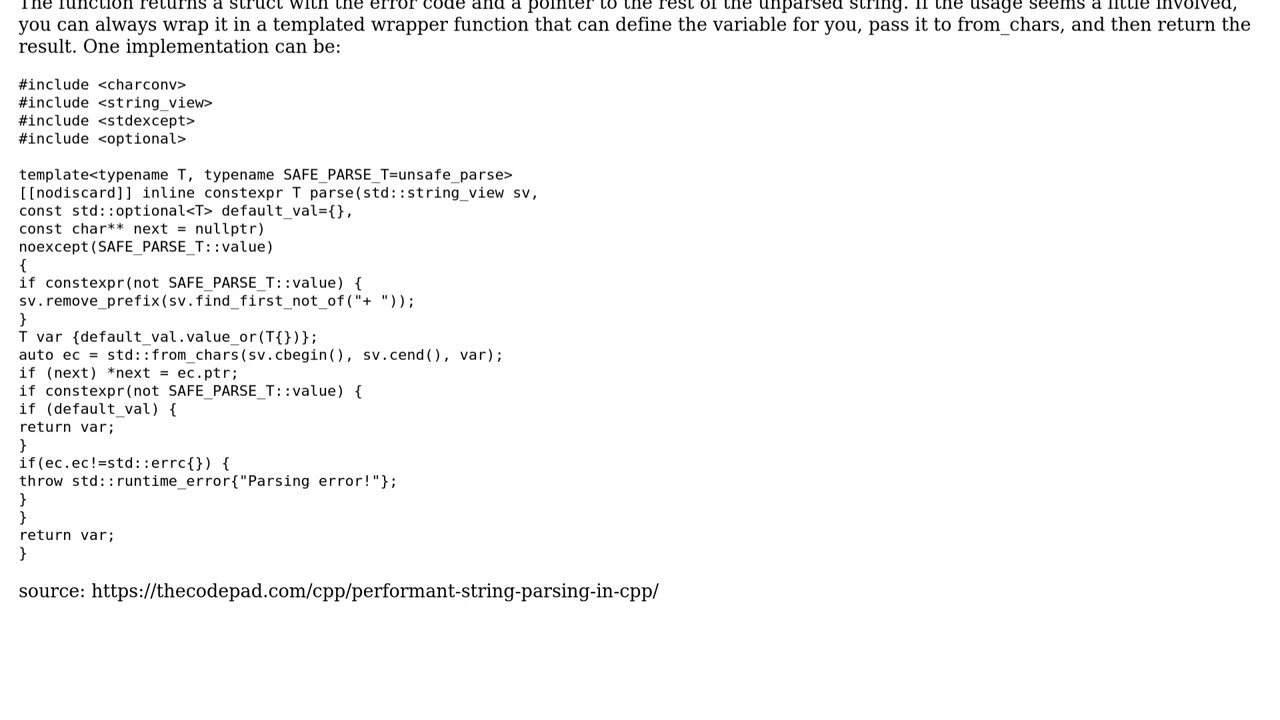 The function returns a struct with the error code and a pointer to the rest of the unparsed string. If the usage seems a little involved,
you can always wrap it in a templated wrapper function that can define the variable for you, pass it to from_chars, and then return the
result. One implementation can be:
#include <charconv>
#include <string_view>
#include <stdexcept>
#include <optional>
template<typename T, typename SAFE_PARSE_T=unsafe_parse>
[[nodiscard]] inline constexpr T parse(std::string_view sv,
const std::optional<T> default_val={},
const char** next = nullptr)
noexcept(SAFE_PARSE_T::value)
{
if constexpr(not SAFE_PARSE_T::value) {
sv.remove_prefix(sv.find_first_not_of("+ "));
}
T var {default_val.value_or(T{})};
auto ec = std::from_chars(sv.cbegin(), sv.cend(), var);
if (next) *next = ec.ptr;
if constexpr(not SAFE_PARSE_T::value) {
if (default_val) {
return var;
}
if(ec.ec!=std::errc{}) {
throw std::runtime_error{"Parsing error!"};
}
}
return var;
}
source: https://thecodepad.com/cpp/performant-string-parsing-in-cpp/